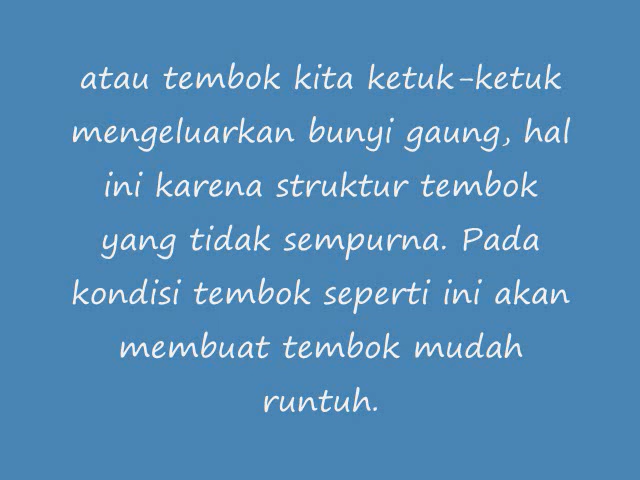 atau tembok kita ketuk-ketuk
mengeluarkan bunyi gaung, hal
ini karena struktur tembok
yang tidak sempurna. Pada
kondisi tembok seperti ini akan
membuat tembok mudah
runtuh.